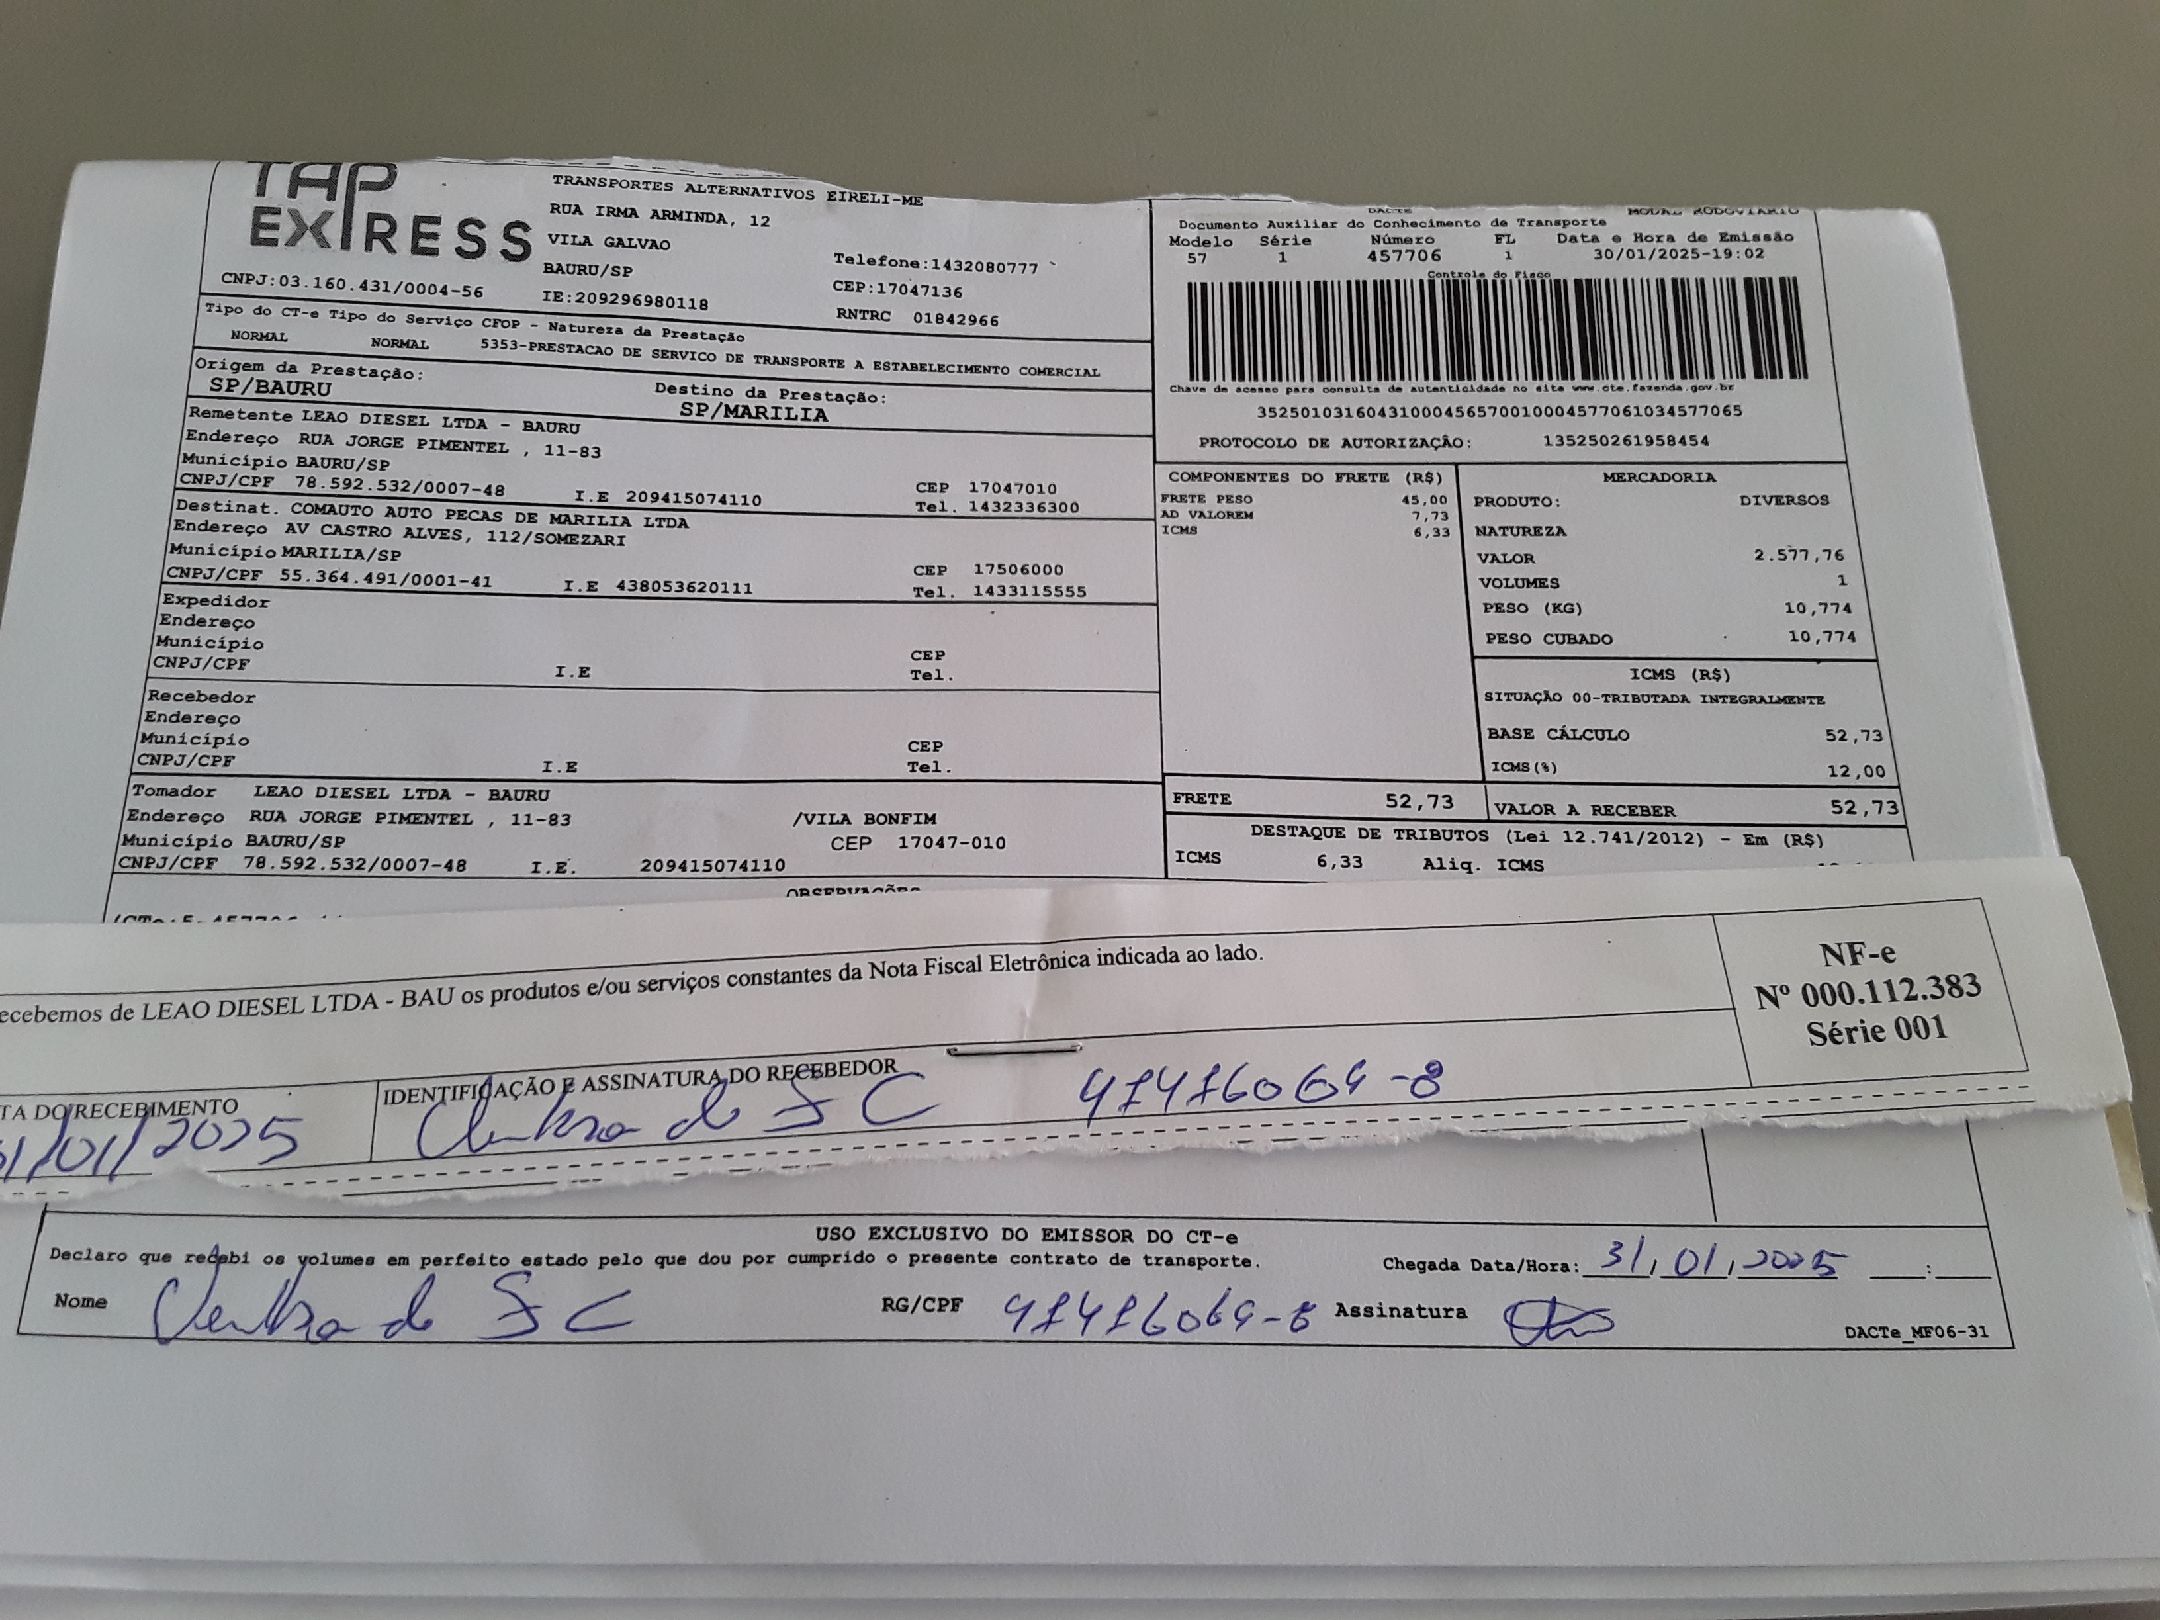 TAP
EXPRESS
TRANSPORTES ALTERNATIVOS EIRELI-ME
RUA IRMA ARMINDA, 12
VILA GALVAO
BAURU/SP
Telefone:1432080777
CEP:17047136
CNPJ:03.160.431/0004-56 IE:209296980118 RNTRC 01842966
DACTE MODAL RODOVIARIO
Documento Auxiliar do Conhecimento de Transporte
Modelo Série Número FL Data e Hora de Emissão
57 1 457706 1 30/01/2025-19:02
Controle do Fisco
Chave de acesso para consulta de autenticidade no site www.cte.fazenda.gov.br
35250103160431000456570010004577061034577065
PROTOCOLO DE AUTORIZAÇÃO: 135250261958454
Tipo do CT-e Tipo do Serviço CFOP - Natureza da Prestação
NORMAL NORMAL 5353-PRESTACAO DE SERVICO DE TRANSPORTE A ESTABELECIMENTO COMERCIAL
Origem da Prestação: Destino da Prestação:
SP/BAURU SP/MARILIA
Remetente LEAO DIESEL LTDA - BAURU
Endereço RUA JORGE PIMENTEL , 11-83
Município BAURU/SP CEP 17047010
CNPJ/CPF 78.592.532/0007-48 I.E 209415074110 Tel. 1432336300
Destinat. COMAUTO AUTO PECAS DE MARILIA LTDA
Endereço AV CASTRO ALVES, 112/SOMEZARI
Município MARILIA/SP CEP 17506000
CNPJ/CPF 55.364.491/0001-41 I.E 438053620111 Tel. 1433115555
Expedidor
Endereço
Município CEP
CNPJ/CPF I.E Tel.
Recebedor
Endereço
Município CEP
CNPJ/CPF I.E Tel.
Tomador LEAO DIESEL LTDA - BAURU
Endereço RUA JORGE PIMENTEL , 11-83 /VILA BONFIM
Município BAURU/SP CEP 17047-010
CNPJ/CPF 78.592.532/0007-48 I.E. 209415074110
OBSERVAÇÕES
COMPONENTES DO FRETE (R$)
FRETE PESO 45,00
AD VALOREM 7,73
ICMS 6,33
MERCADORIA
PRODUTO: DIVERSOS
NATUREZA
VALOR 2.577,76
VOLUMES 1
PESO (KG) 10,774
PESO CUBADO 10,774
ICMS (R$)
SITUAÇÃO 00-TRIBUTADA INTEGRALMENTE
BASE CÁLCULO 52,73
ICMS(%) 12,00
FRETE 52,73 VALOR A RECEBER 52,73
DESTAQUE DE TRIBUTOS (Lei 12.741/2012) - Em (R$)
ICMS 6,33 Aliq. ICMS
ecebemos de LEAO DIESEL LTDA - BAU os produtos e/ou serviços constantes da Nota Fiscal Eletrônica indicada ao lado.
NF-e
Nº 000.112.383
Série 001
TA DO RECEBIMENTO IDENTIFICAÇÃO E ASSINATURA DO RECEBEDOR
31/01/2025
USO EXCLUSIVO DO EMISSOR DO CT-e
Declaro que recebi os volumes em perfeito estado pelo que dou por cumprido o presente contrato de transporte. Chegada Data/Hora: 31, 01, 2025 :
Nome RG/CPF Assinatura
DACTe_MF06-31